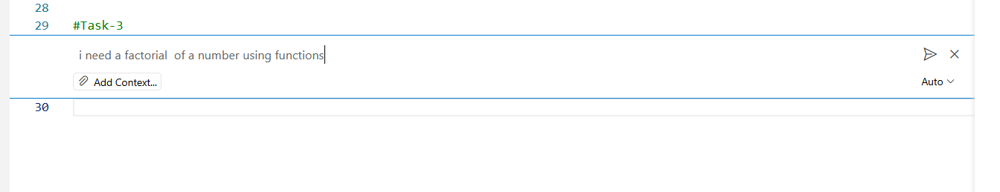 28
29 #Task-3
i need a factorial  of a number using functions
Add Context...
Auto
30